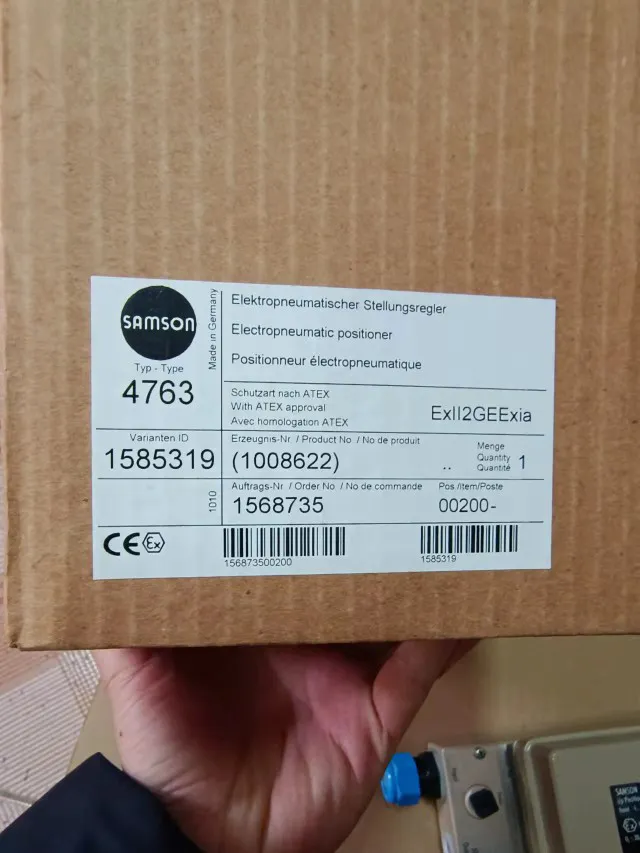 SAMSON
Made in Germany
Typ - Type
4763
Elektropneumatischer Stellungsregler
Electropneumatic positioner
Positionneur électropneumatique
Schutzart nach ATEX
With ATEX approval
Avec homologation ATEX
ExII2GEExia
Varianten ID
1585319
Erzeugnis-Nr. / Product No / No de produit
(1008622)
..
Menge
Quantity
Quantité
1
1010
Auftrags-Nr / Order No / No de commande
1568735
Pos./Item/Poste
00200-
CE Ex
156873500200
1585319
SAMSON